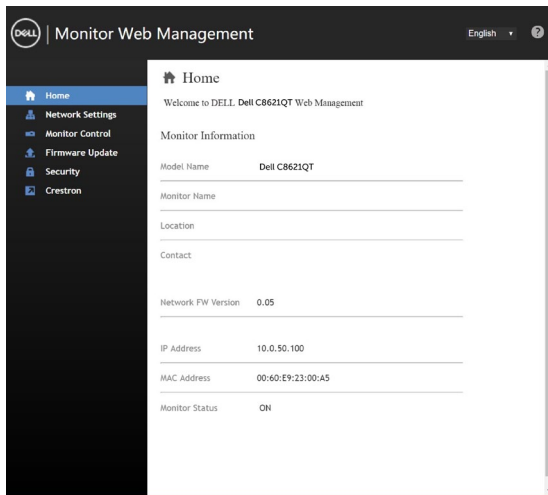 DELL | Monitor Web Management
English
?
Home
Network Settings
Monitor Control
Firmware Update
Security
Crestron
Home
Welcome to DELL Dell C8621QT Web Management
Monitor Information
Model Name Dell C8621QT
Monitor Name
Location
Contact
Network FW Version 0.05
IP Address 10.0.50.100
MAC Address 00:60:E9:23:00:A5
Monitor Status ON